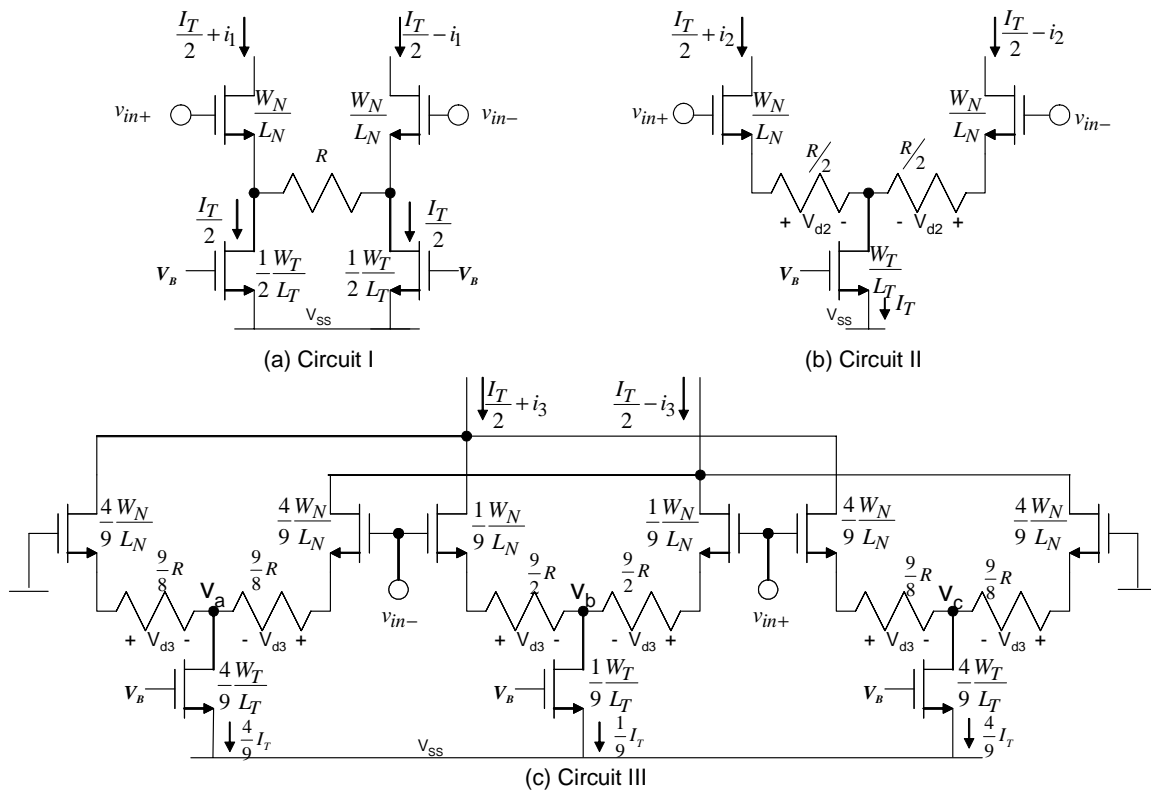 I_T/2 + i_1
I_T/2 - i_1
v_in+
W_N/L_N
W_N/L_N
v_in−
R
I_T/2
I_T/2
V_B
1/2 W_T/L_T
1/2 W_T/L_T
V_B
V_SS
(a) Circuit I
I_T/2 + i_2
I_T/2 - i_2
v_in+
W_N/L_N
W_N/L_N
v_in−
R/2
R/2
+ V_d2 -
- V_d2 +
V_B
W_T/L_T
V_SS
I_T
(b) Circuit II
I_T/2 + i_3
I_T/2 - i_3
4/9 W_N/L_N
4/9 W_N/L_N
1/9 W_N/L_N
1/9 W_N/L_N
4/9 W_N/L_N
4/9 W_N/L_N
9/8 R
9/8 R
9/2 R
9/2 R
9/8 R
9/8 R
V_a
V_b
V_c
v_in−
v_in+
+ V_d3 -
- V_d3 +
+ V_d3 -
- V_d3 +
+ V_d3 -
- V_d3 +
V_B
4/9 W_T/L_T
V_B
1/9 W_T/L_T
V_B
4/9 W_T/L_T
4/9 I_T
V_SS
1/9 I_T
4/9 I_T
(c) Circuit III